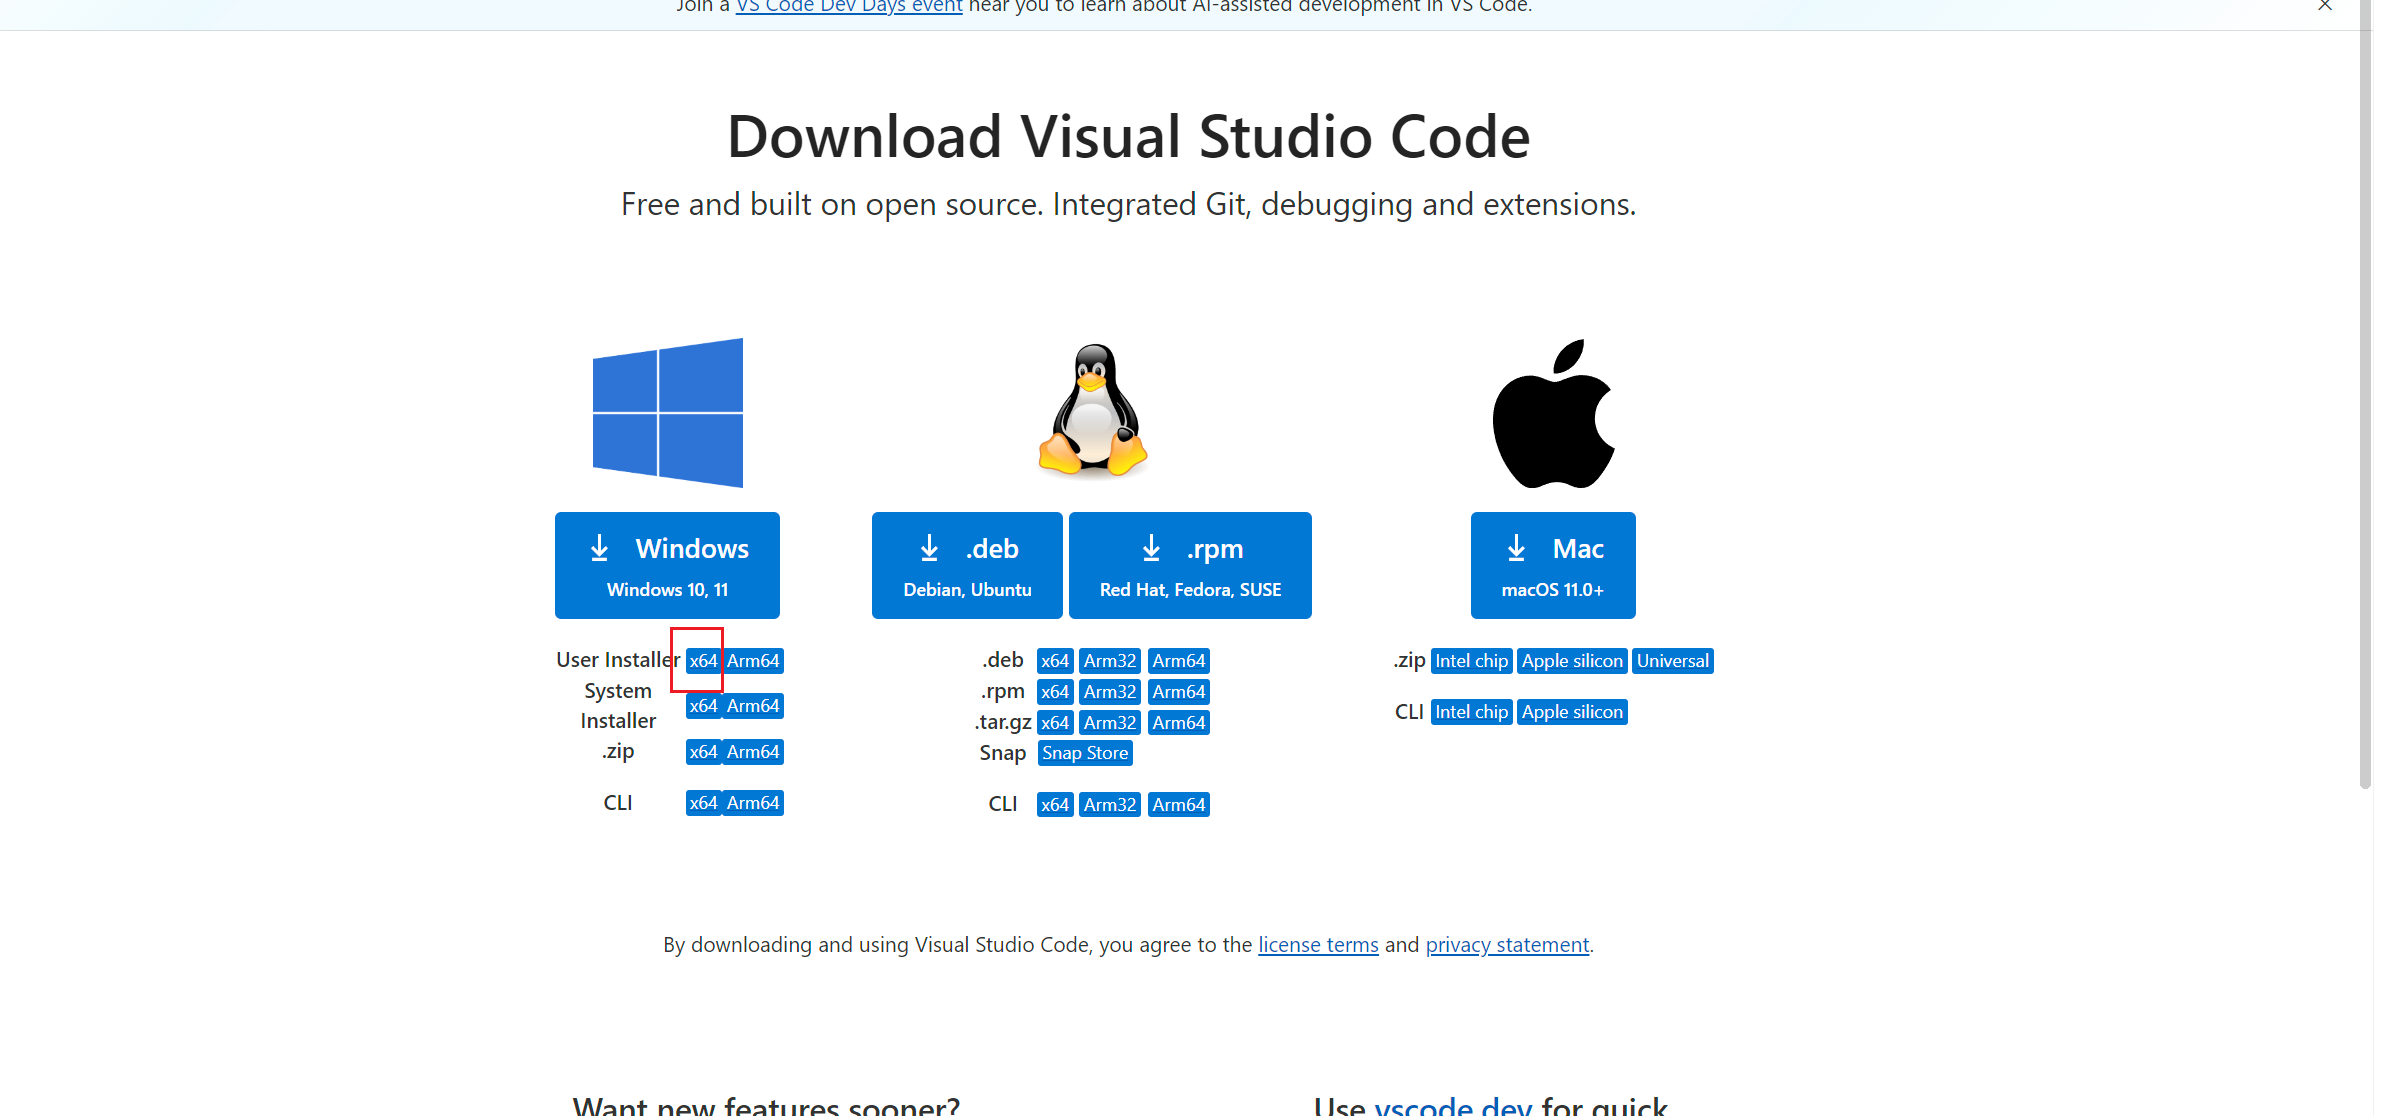 Join a VS Code Dev Days event near you to learn about AI-assisted development in VS Code.
Download Visual Studio Code
Free and built on open source. Integrated Git, debugging and extensions.
Windows
Windows 10, 11
User Installer x64 Arm64
System Installer x64 Arm64
.zip x64 Arm64
CLI x64 Arm64
.deb
Debian, Ubuntu
.rpm
Red Hat, Fedora, SUSE
.deb x64 Arm32 Arm64
.rpm x64 Arm32 Arm64
.tar.gz x64 Arm32 Arm64
Snap Snap Store
CLI x64 Arm32 Arm64
Mac
macOS 11.0+
.zip Intel chip Apple silicon Universal
CLI Intel chip Apple silicon
By downloading and using Visual Studio Code, you agree to the license terms and privacy statement.
Want new features sooner?
Use vscode.dev for quick